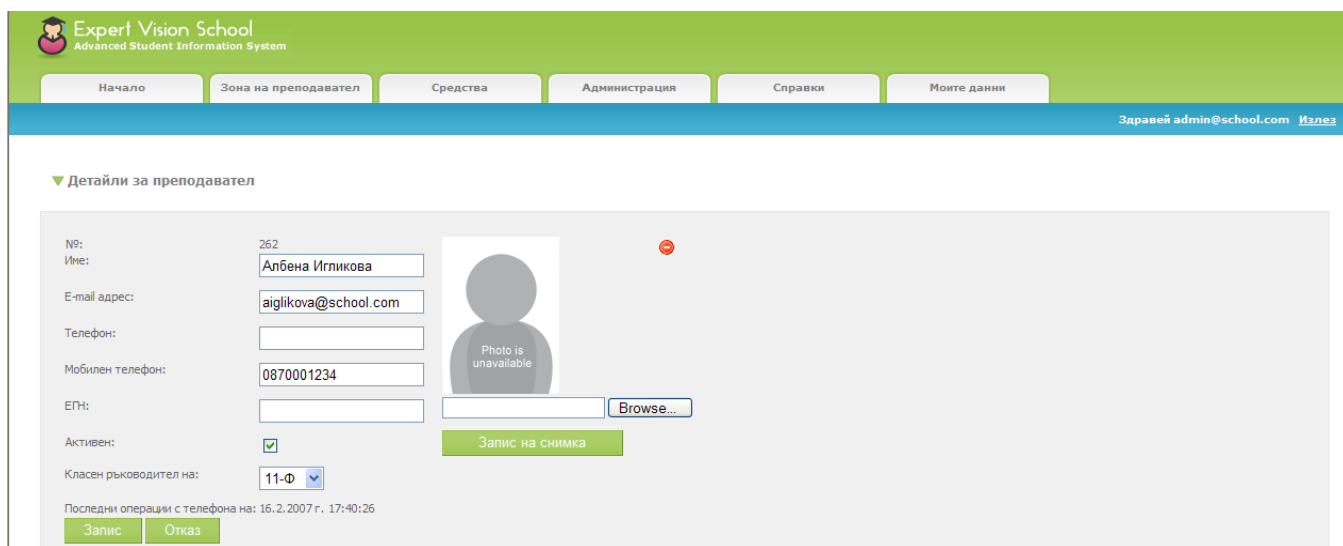 Expert Vision School
Advanced Student Information System
Начало Зона на преподавател Средства Администрация Справки Моите данни
Здравей admin@school.com Излез
Детайли за преподавател
№: 262
Име: Албена Игликова
E-mail адрес: aiglikova@school.com
Телефон:
Photo is
unavailable
Мобилен телефон: 0870001234
ЕГН: Browse...
Активен: Запис на снимка
Класен ръководител на: 11-Ф
Последни операции с телефона на: 16.2.2007 г. 17:40:26
Запис Отказ